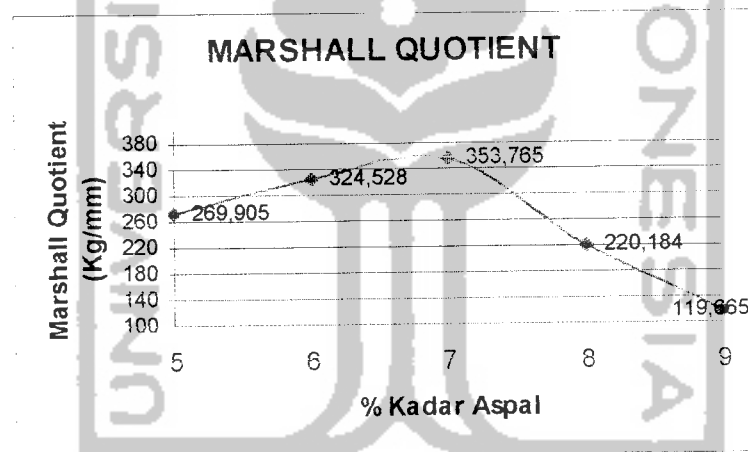 MARSHALL QUOTIENT
Marshall Quotient
(Kg/mm)
380
340
300
260
220
180
140
100
269,905
324,528
353,765
220,184
119,665
5 6 7 8 9
% Kadar Aspal